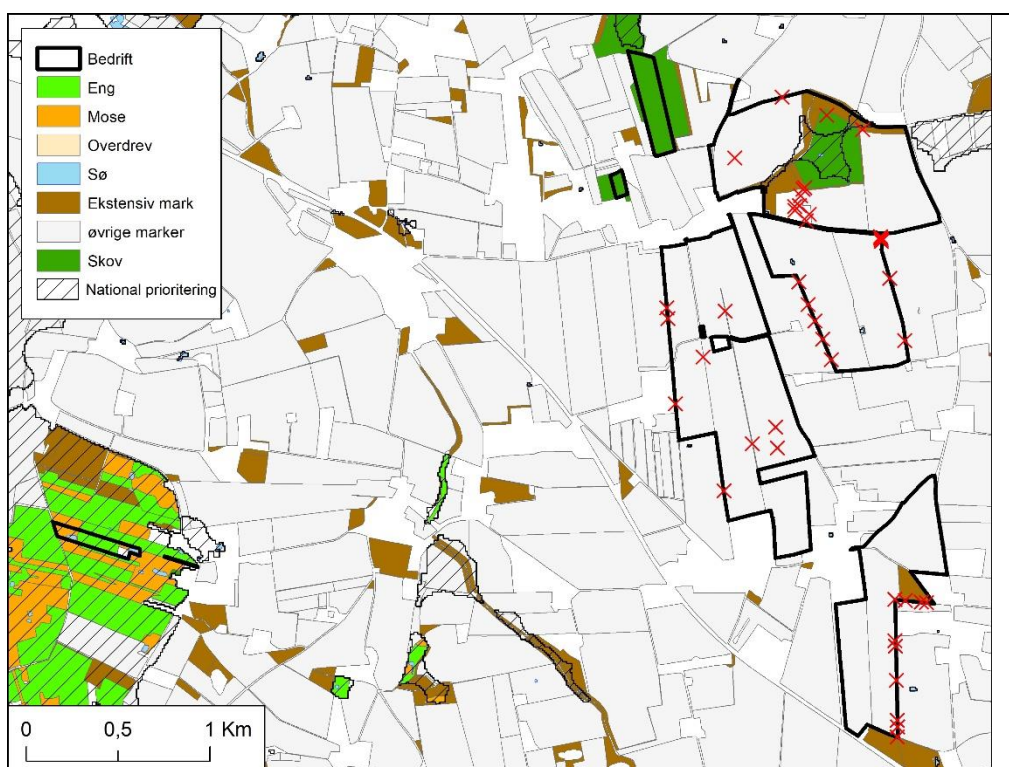 Bedrift
Eng
Mose
Overdrev
Sø
Ekstensiv mark
øvrige marker
Skov
National prioritering
0 0,5 1 Km